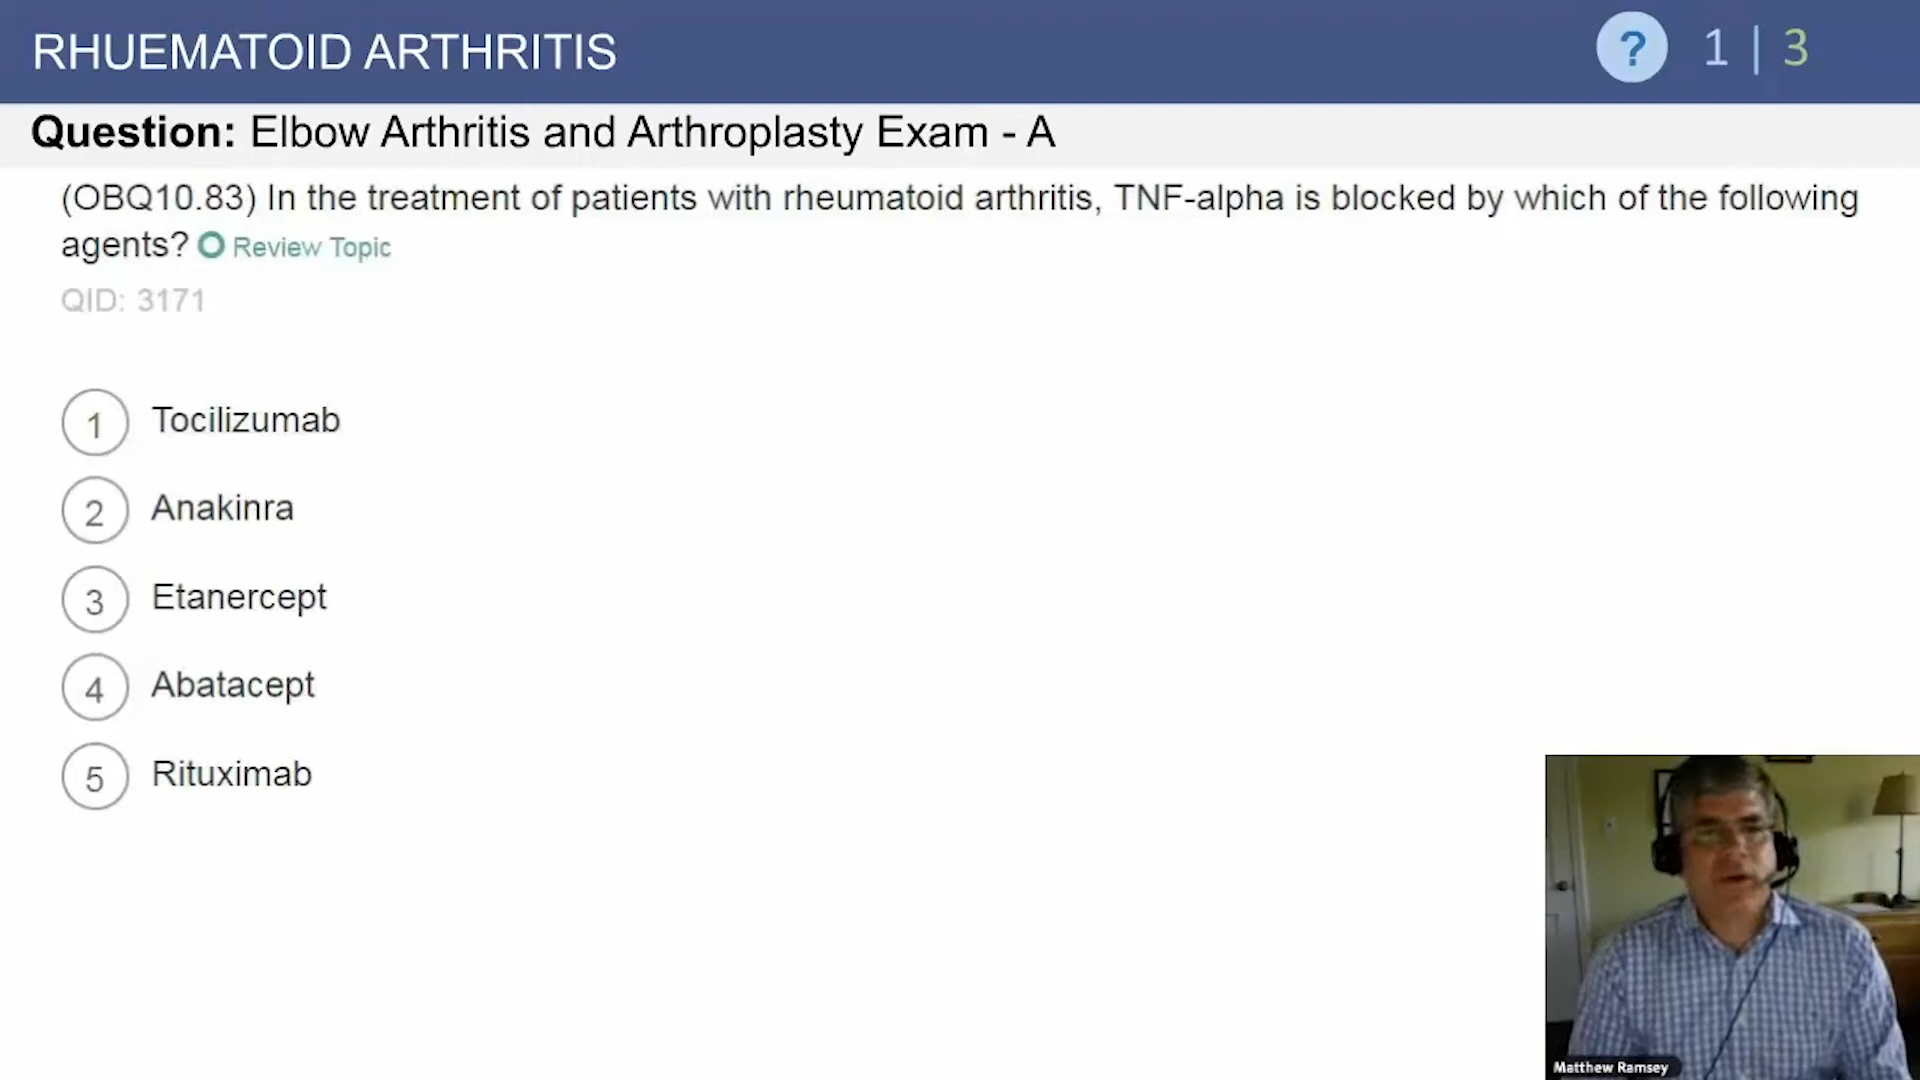 RHUEMATOID ARTHRITIS
? 1 | 3
Question: Elbow Arthritis and Arthroplasty Exam - A
(OBQ10.83) In the treatment of patients with rheumatoid arthritis, TNF-alpha is blocked by which of the following
agents? Review Topic
QID: 3171
1 Tocilizumab
2 Anakinra
3 Etanercept
4 Abatacept
5 Rituximab
Matthew Ramsey